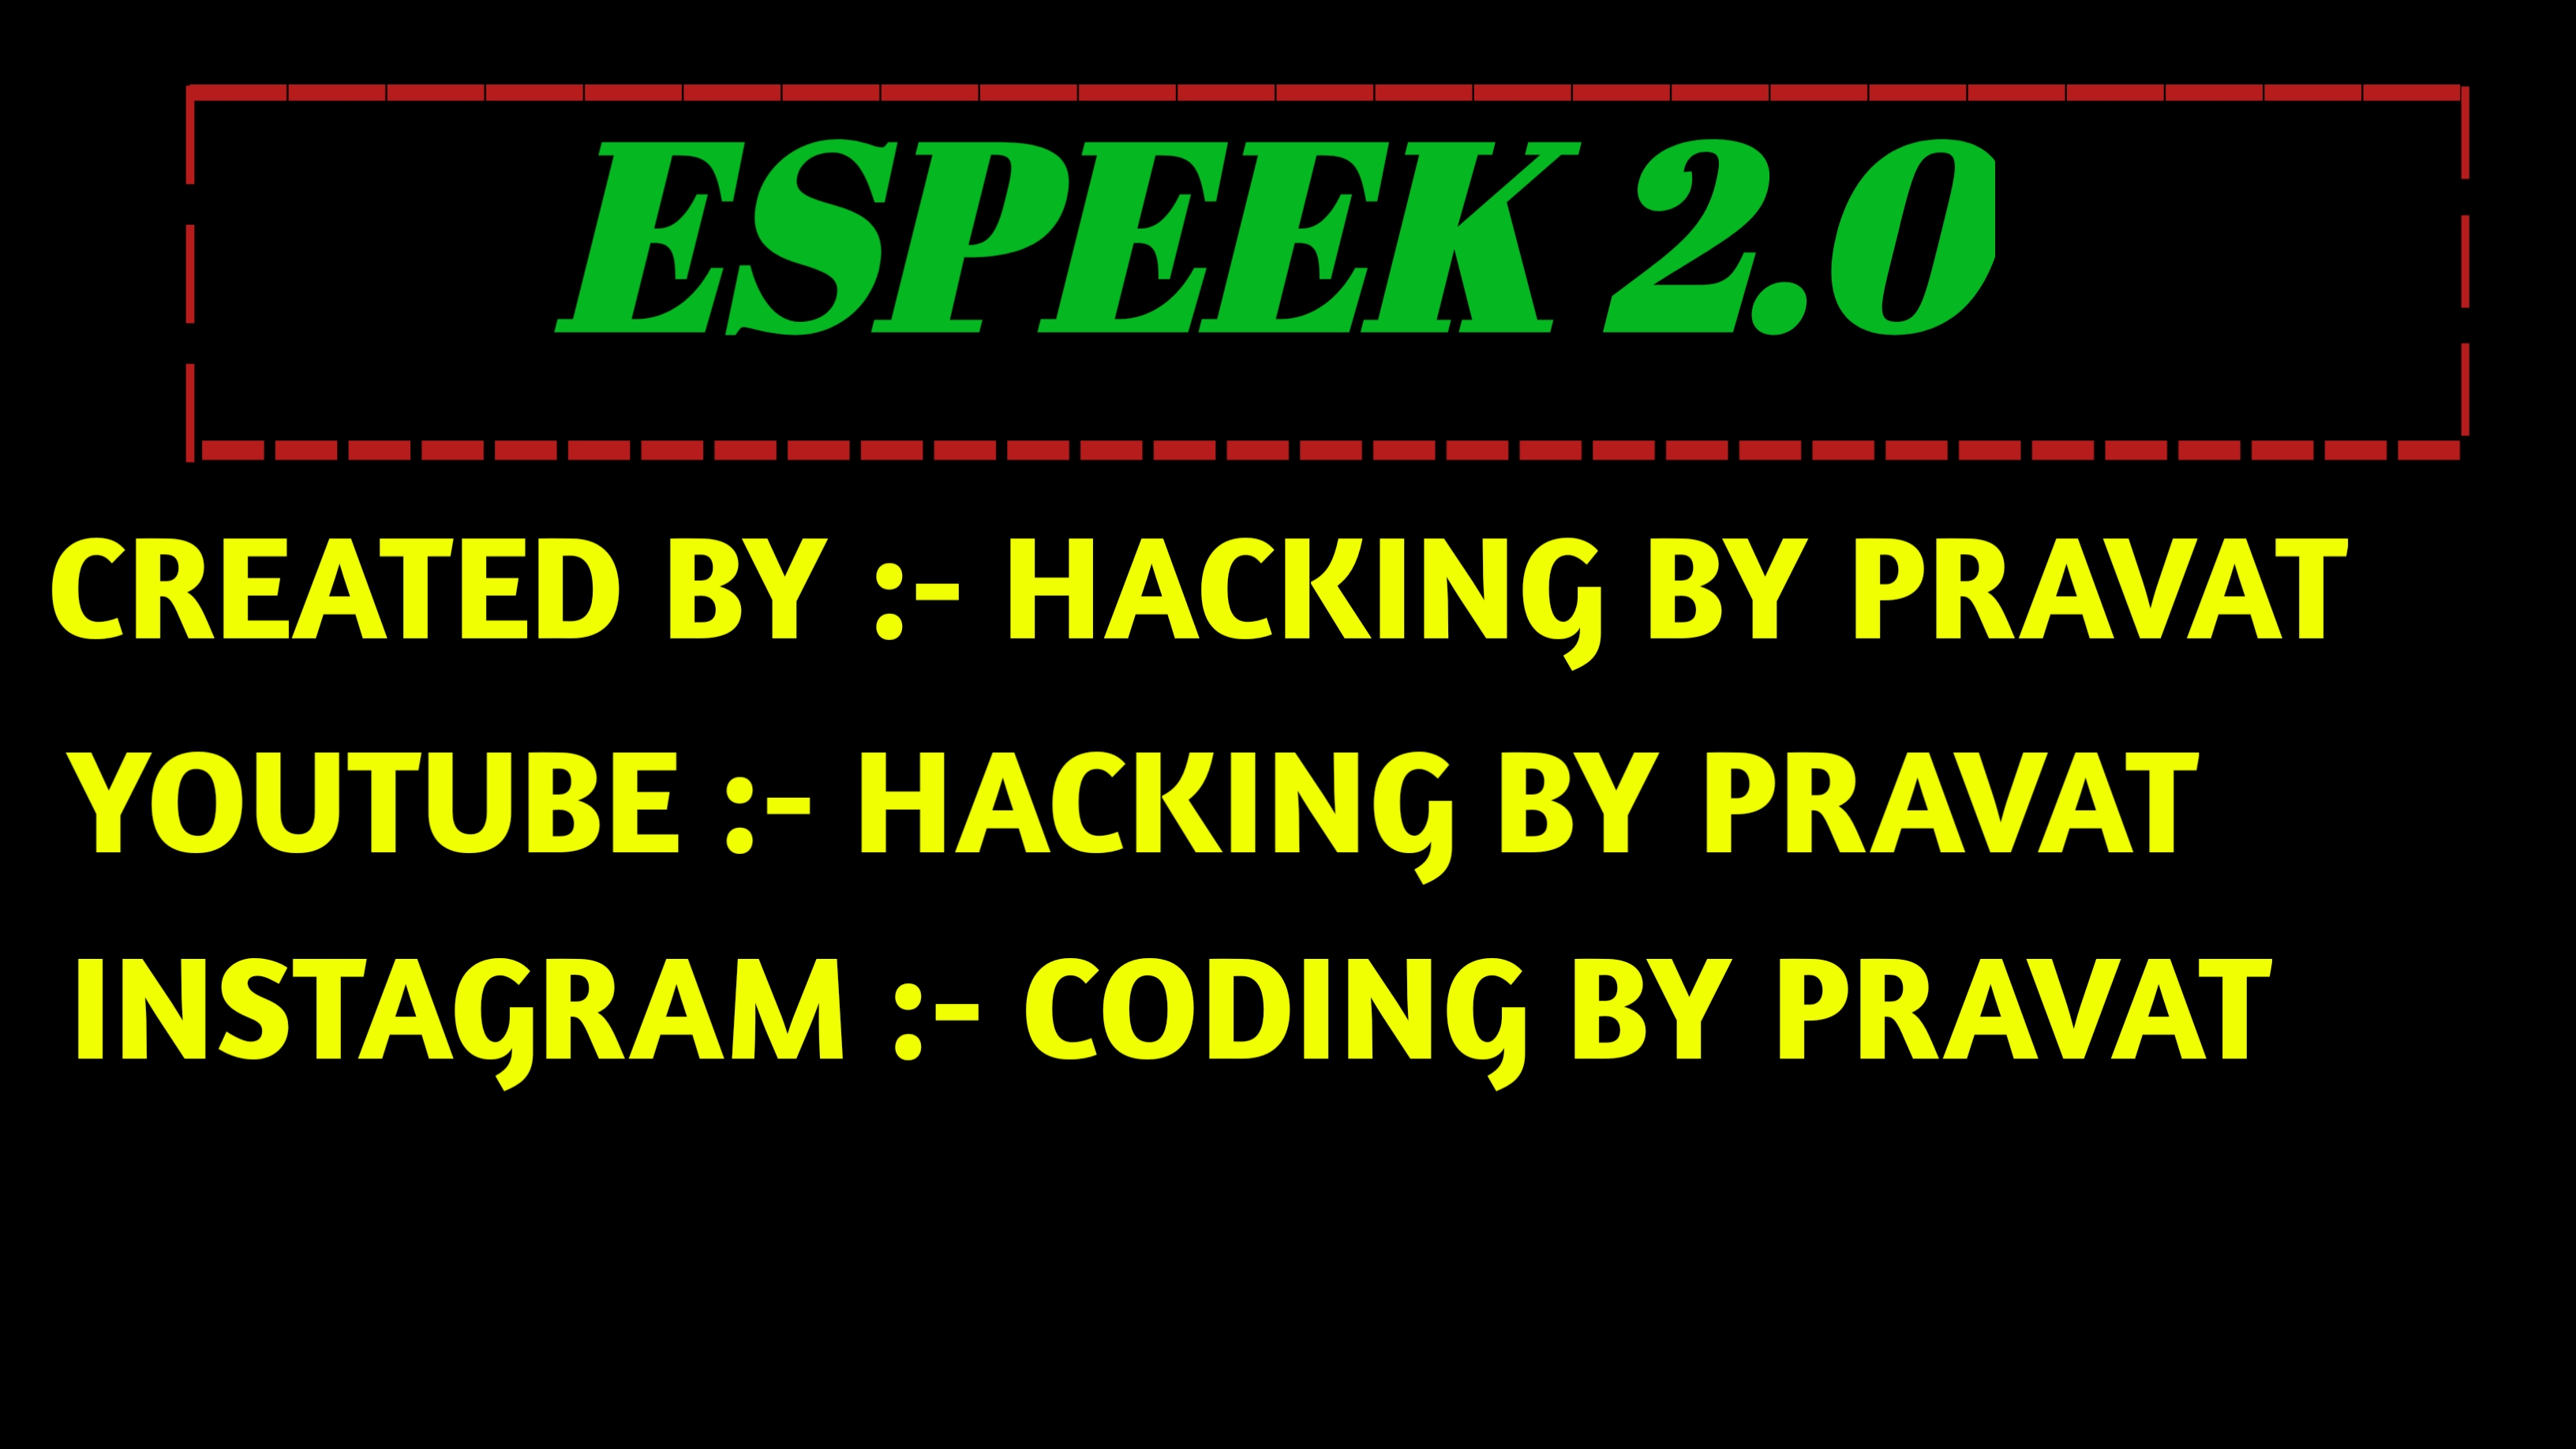 ESPEEK 2.0
CREATED BY :- HACKING BY PRAVAT
YOUTUBE :- HACKING BY PRAVAT
INSTAGRAM :- CODING BY PRAVAT